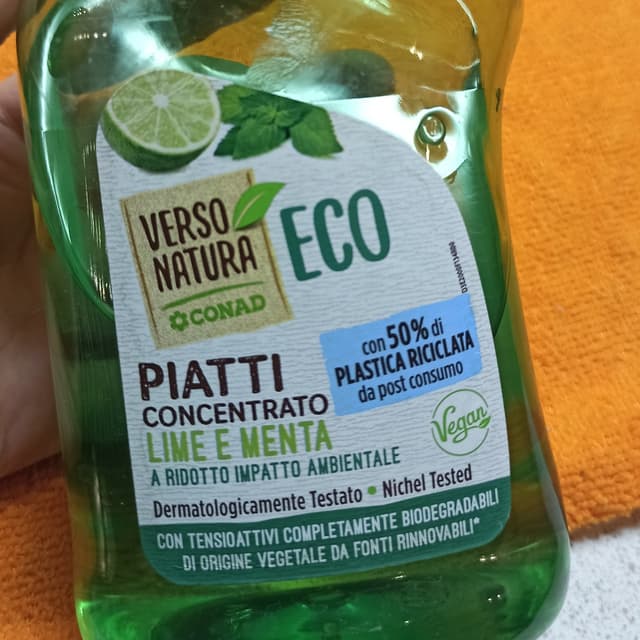 VERSO
NATURA
CONAD
ECO
con 50% di
PLASTICA RICICLATA
da post consumo
PIATTI
CONCENTRATO
LIME E MENTA
A RIDOTTO IMPATTO AMBIENTALE
Vegan
Dermatologicamente Testato • Nichel Tested
CON TENSIOATTIVI COMPLETAMENTE BIODEGRADABILI
DI ORIGINE VEGETALE DA FONTI RINNOVABILI*